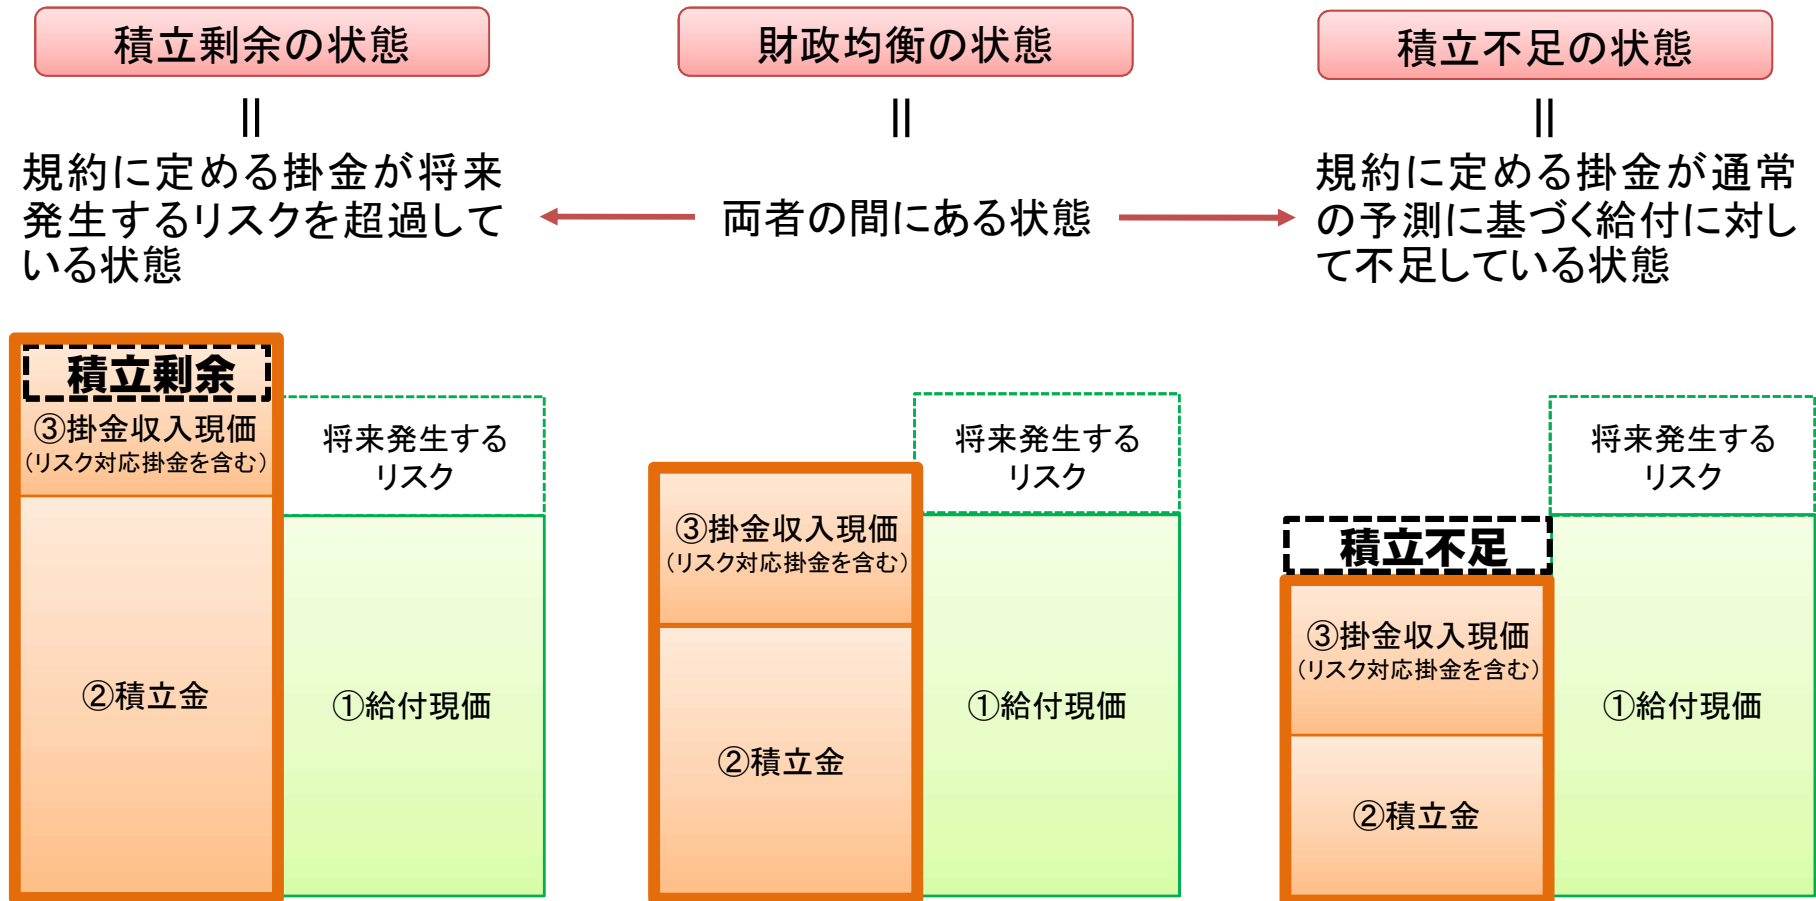 積立剰余の状態
||
規約に定める掛金が将来
発生するリスクを超過して
いる状態
財政均衡の状態
||
両者の間にある状態
積立不足の状態
||
規約に定める掛金が通常
の予測に基づく給付に対し
て不足している状態
積立剰余
③掛金収入現価
(リスク対応掛金を含む)
②積立金
将来発生する
リスク
①給付現価
③掛金収入現価
(リスク対応掛金を含む)
②積立金
将来発生する
リスク
①給付現価
積立不足
③掛金収入現価
(リスク対応掛金を含む)
②積立金
将来発生する
リスク
①給付現価